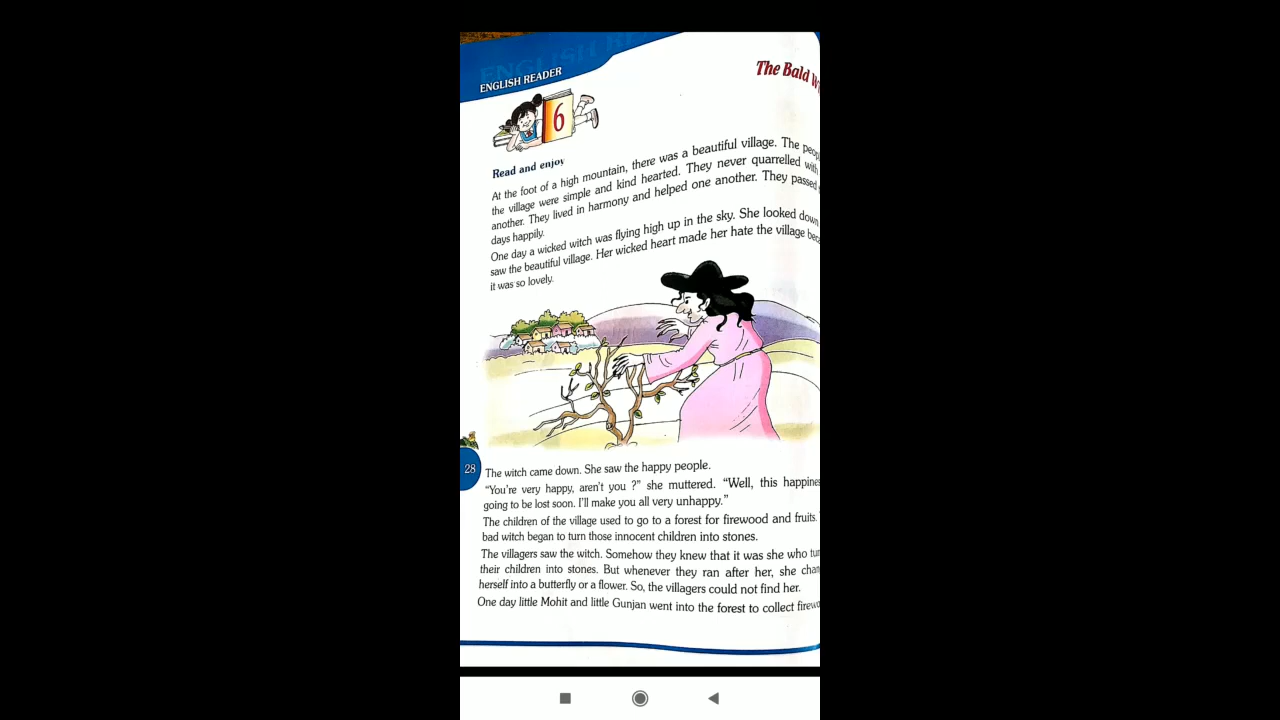 ENGLISH READER
The Bald
6
Read and enjoy
At the foot of a high mountain, there was a beautiful village. The
the village were simple and kind hearted. They never quarrelled with
another. They lived in harmony and helped one another. They passed
days happily.
One day a wicked witch was flying high up in the sky. She looked down
saw the beautiful village. Her wicked heart made her hate the village
it was so lovely.
28
The witch came down. She saw the happy people.
"You're very happy, aren't you ?" she muttered. "Well, this
going to be lost soon. I'll make you all very unhappy."
The children of the village used to go to a forest for firewood and fruits.
bad witch began to turn those innocent children into stones.
The villagers saw the witch. Somehow they knew that it was she who
their children into stones. But whenever they ran after her, she
herself into a butterfly or a flower. So, the villagers could not find her.
One day little Mohit and little Gunjan went into the forest to collect